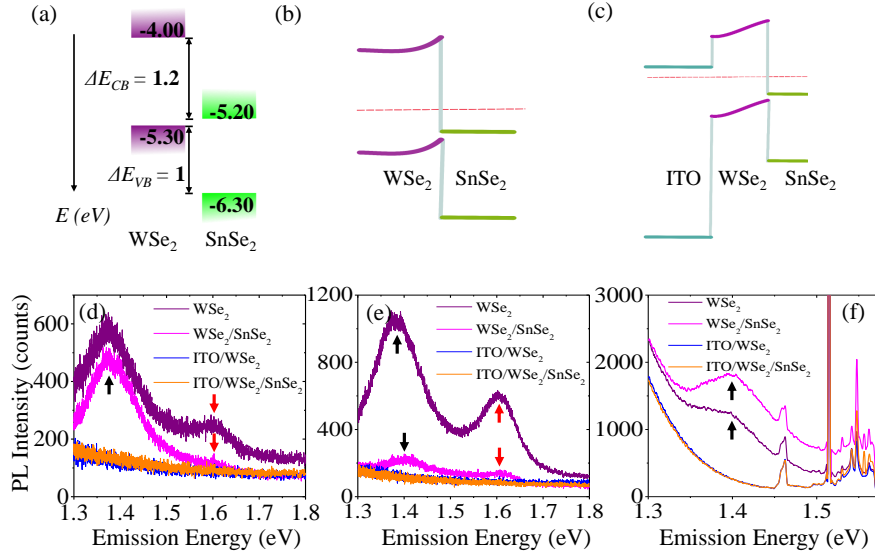 (a)
-4.00
ΔE_CB = 1.2
-5.20
-5.30
ΔE_VB = 1
-6.30
E (eV)
WSe₂ SnSe₂
(b)
WSe₂ SnSe₂
(c)
ITO WSe₂ SnSe₂
PL Intensity (counts)
(d)
WSe₂
WSe₂/SnSe₂
ITO/WSe₂
ITO/WSe₂/SnSe₂
600
400
200
0
1.3 1.4 1.5 1.6 1.7 1.8
Emission Energy (eV)
(e)
WSe₂
WSe₂/SnSe₂
ITO/WSe₂
ITO/WSe₂/SnSe₂
1200
900
600
300
0
1.3 1.4 1.5 1.6 1.7 1.8
Emission Energy (eV)
(f)
WSe₂
WSe₂/SnSe₂
ITO/WSe₂
ITO/WSe₂/SnSe₂
3000
2000
1000
0
1.3 1.4 1.5
Emission Energy (eV)